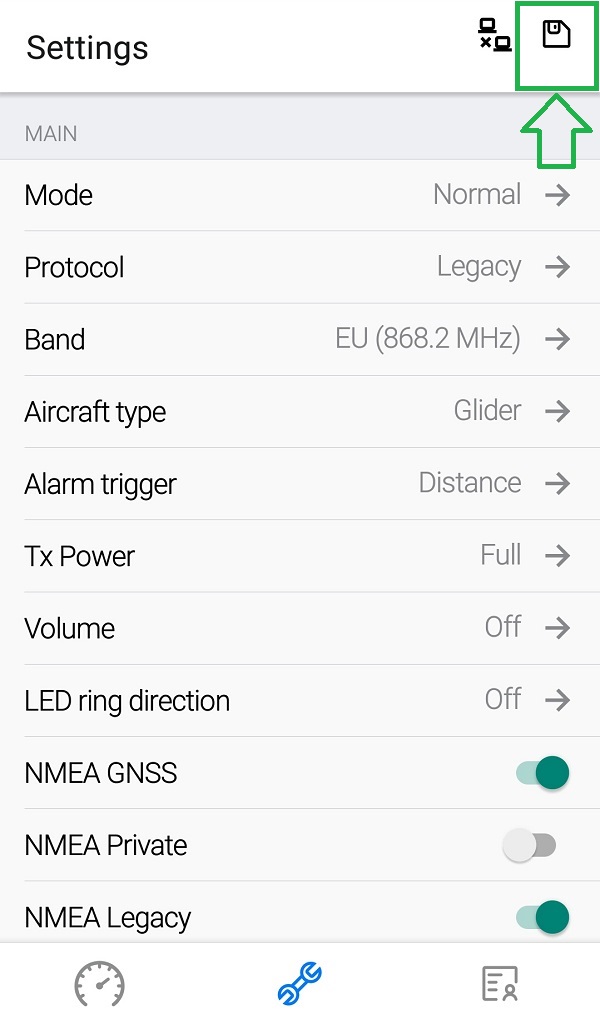 Settings
MAIN
Mode Normal
Protocol Legacy
Band EU (868.2 MHz)
Aircraft type Glider
Alarm trigger Distance
Tx Power Full
Volume Off
LED ring direction Off
NMEA GNSS
NMEA Private
NMEA Legacy